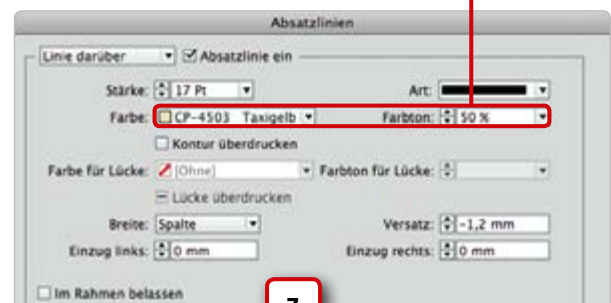 Absatzlinien
Linie darüber Absatzlinie ein
Stärke: 17 Pt Art:
Farbe: CP-4503 Taxigelb Farbton: 50 %
Kontur überdrucken
Farbe für Lücke: [Ohne] Farbton für Lücke:
Lücke überdrucken
Breite: Spalte Versatz: -1,2 mm
Einzug links: 0 mm Einzug rechts: 0 mm
Im Rahmen belassen